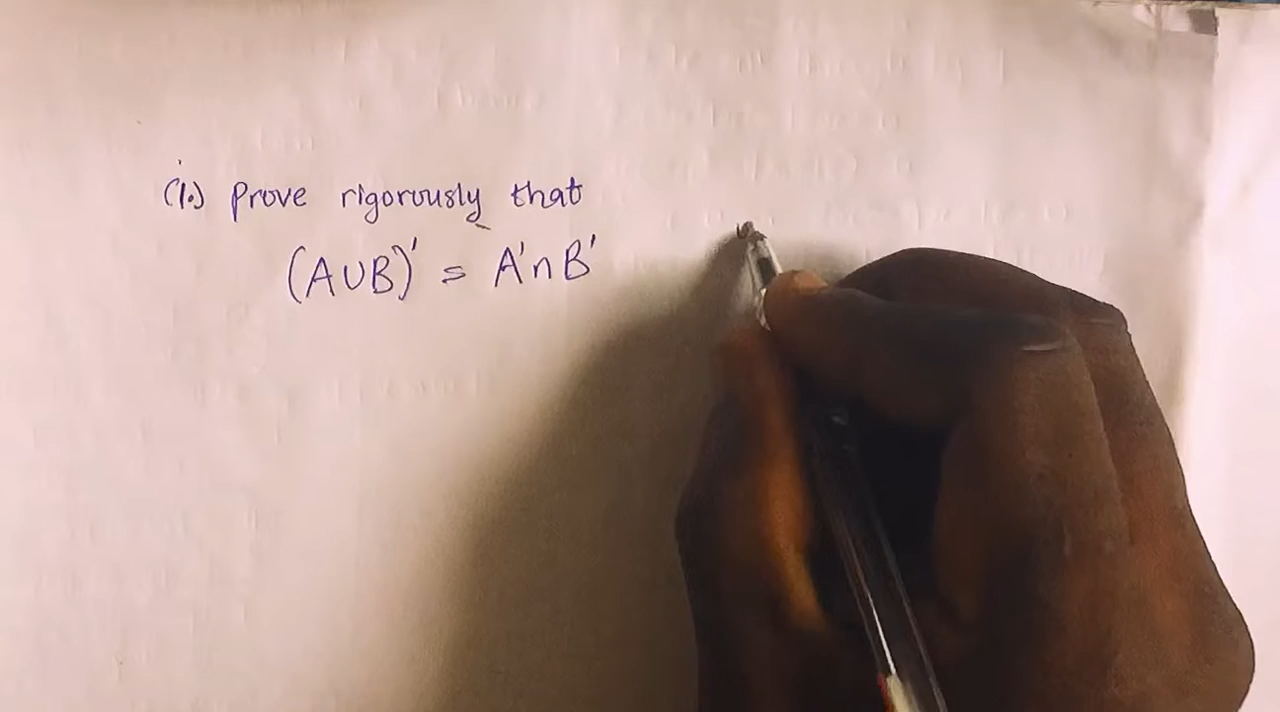 (1.) Prove rigorously that
(A∪B)' = A'∩B'